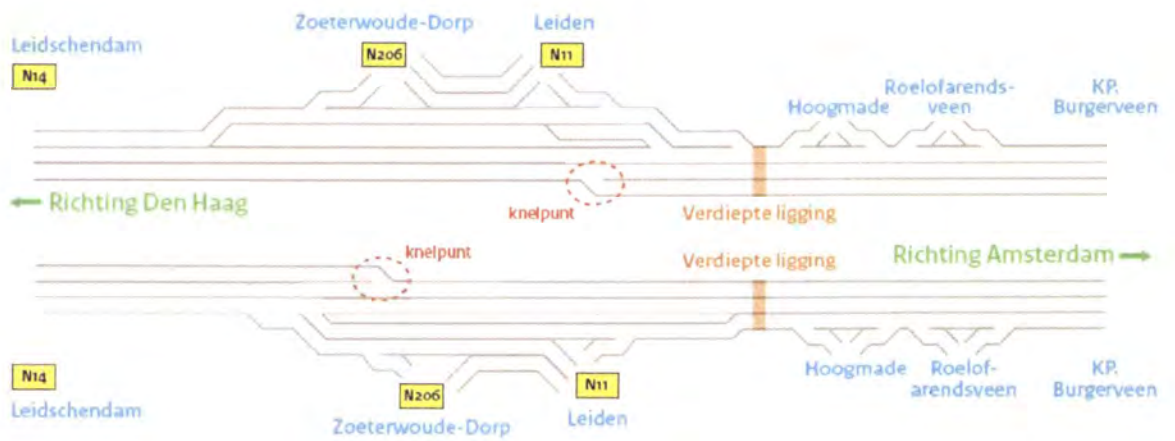 Zoeterwoude-Dorp
Leiden
Leidschendam
N206
N11
N14
Roelofarends-
veen
KP.
Burgerveen
Hoogmade
Richting Den Haag
knelpunt
Verdiepte ligging
knelpunt
Verdiepte ligging
Richting Amsterdam
N14
Leidschendam
N206
N11
Zoeterwoude-Dorp
Leiden
Hoogmade
Roelof-
arendsveen
KP.
Burgerveen